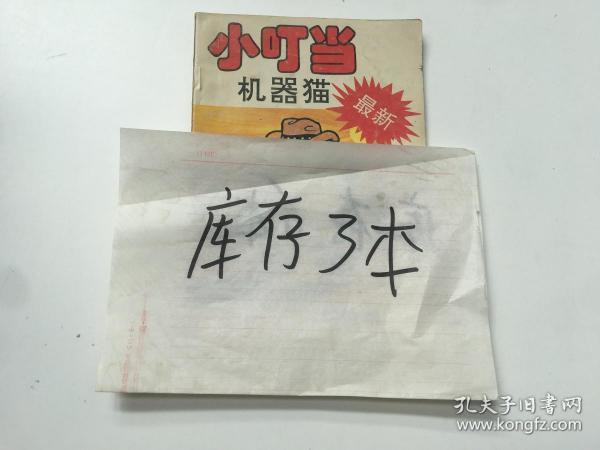 小叮当
机器猫
最新
库存3本
孔夫子旧书网
www.kongfz.com